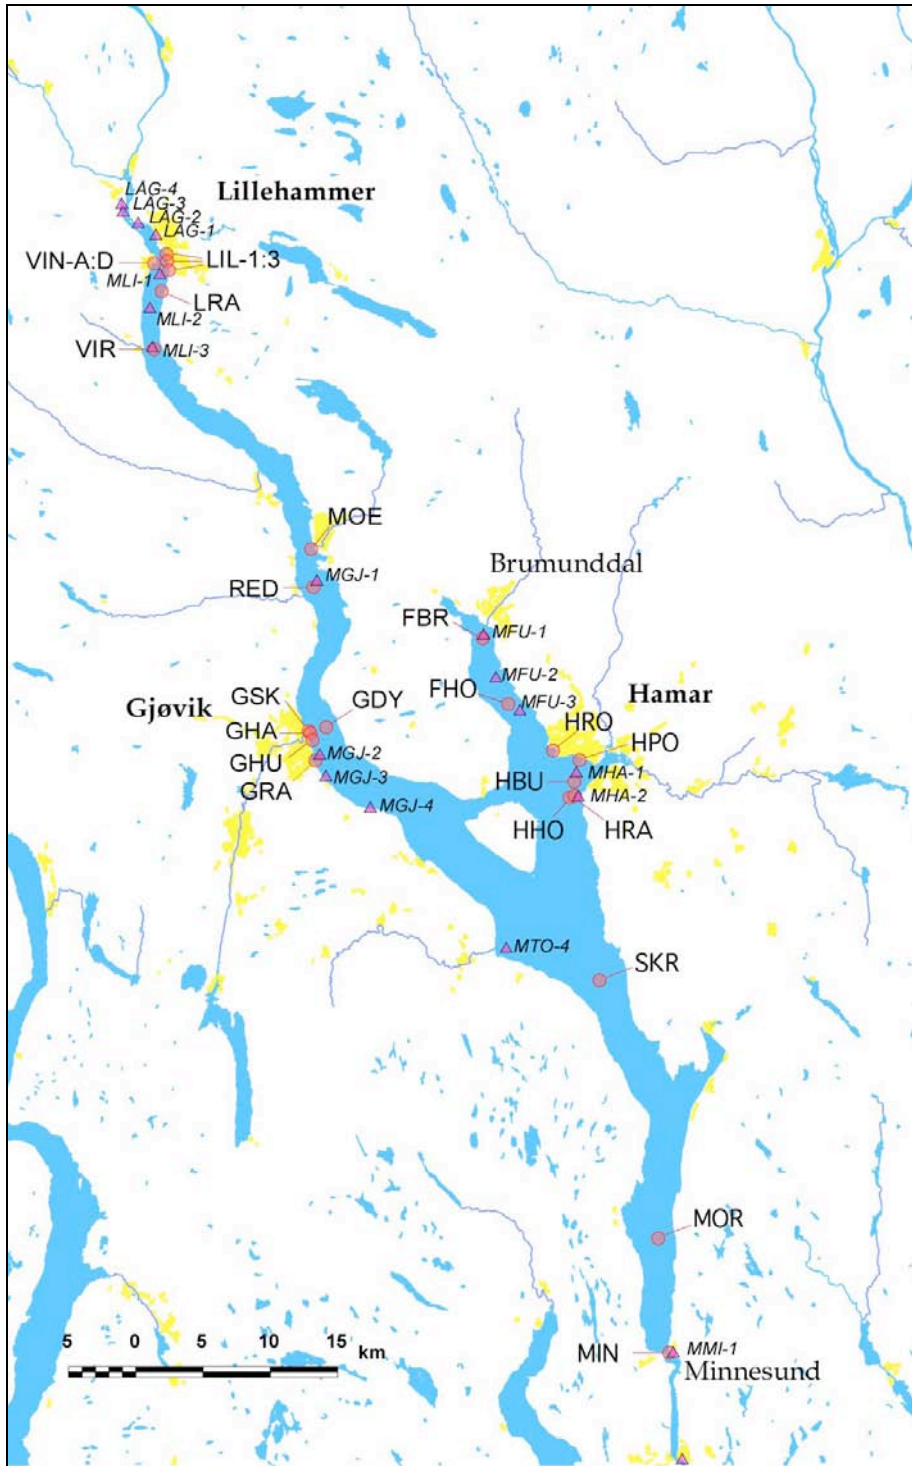 LAG-4
Lillehammer
LAG-3
LAG-2
LAG-1
VIN-A:D
LIL-1:3
MLI-1
LRA
MLI-2
VIR
MLI-3
MOE
MGJ-1
RED
Brumunddal
FBR
MFU-1
MFU-2
FHO
MFU-3
Hamar
GSK
GDY
Gjøvik
GHA
HRO
HPO
GHU
MGJ-2
MHA-1
MGJ-3
HBU
GRA
MHA-2
MGJ-4
HHO
HRA
MTO-4
SKR
MOR
5 0 5 10 15
km
MIN
MMI-1
Minnesund